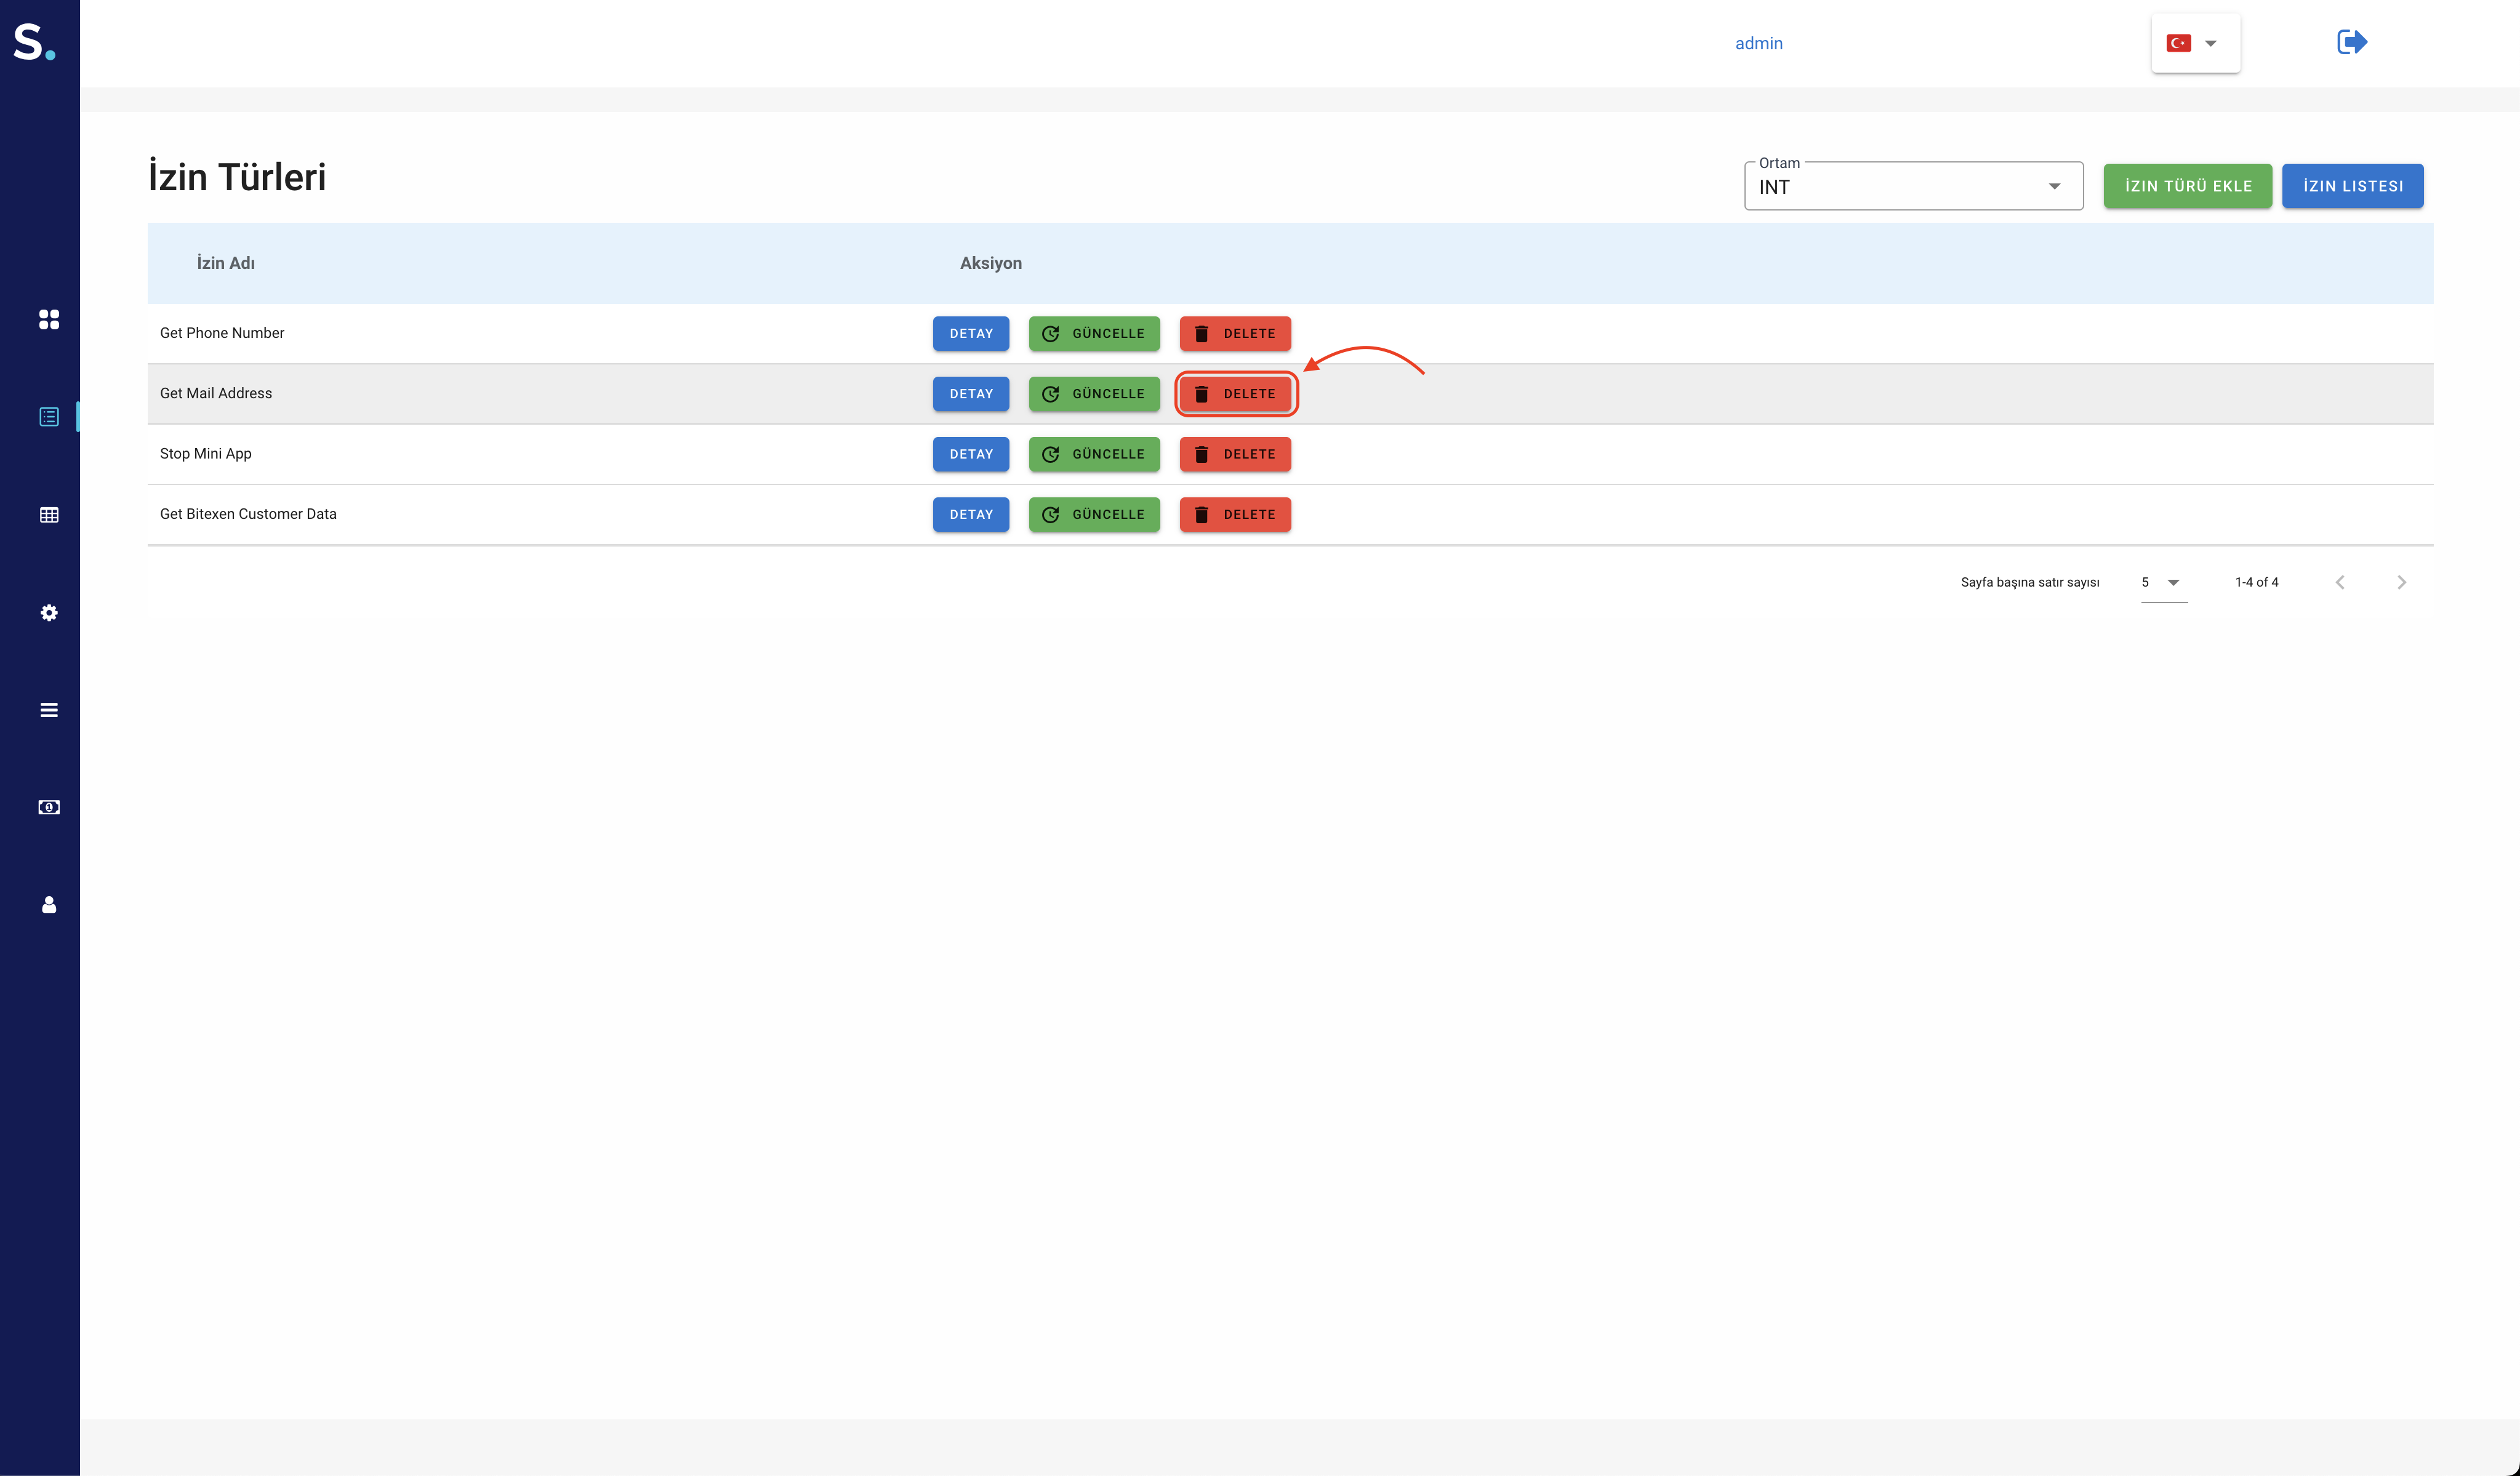 S.
admin
İzin Türleri
Ortam
INT
İZIN TÜRÜ EKLE
İZIN LISTESI
İzin Adı Aksiyon
Get Phone Number DETAY GÜNCELLE DELETE
Get Mail Address DETAY GÜNCELLE DELETE
Stop Mini App DETAY GÜNCELLE DELETE
Get Bitexen Customer Data DETAY GÜNCELLE DELETE
Sayfa başına satır sayısı 5 1-4 of 4